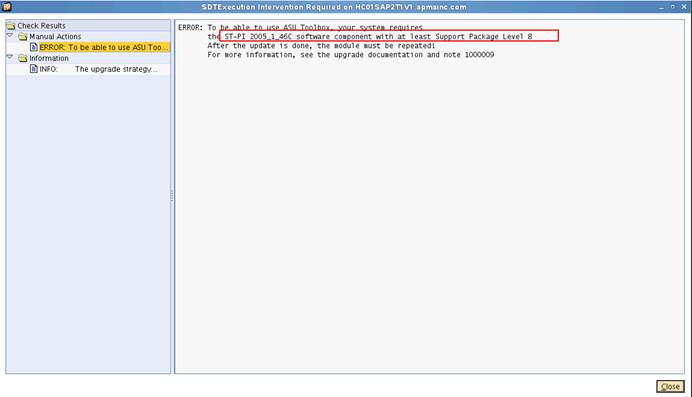 SDTExecution Intervention Required on HC01SAP2T1V1.apmsinc.com
Check Results
Manual Actions
ERROR: To be able to use ASU Too...
Information
INFO: The upgrade strategy...
ERROR: To be able to use ASU Toolbox, your system requires
the ST-PI 2005_1_46C software component with at least Support Package Level 8
After the update is done, the module must be repeated!
For more information, see the upgrade documentation and note 1000009
Close